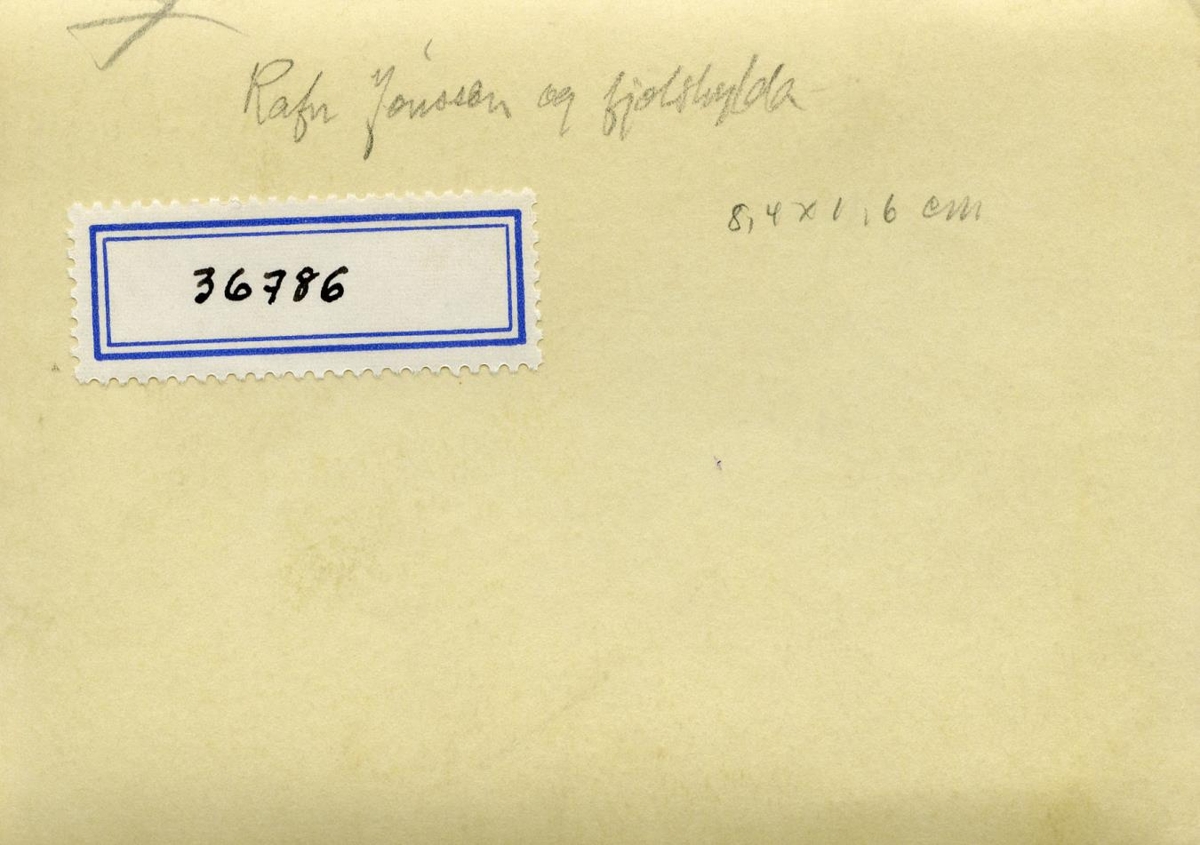 Rafn Jónsson og fjölskylda
8,4 x 1,6 cm
36786